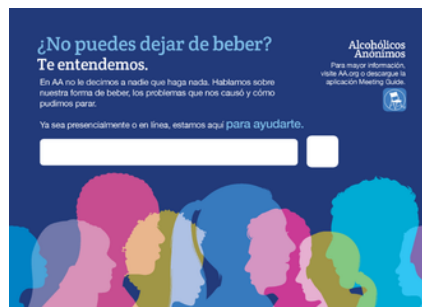 ¿No puedes dejar de beber?
Te entendemos.
En AA no le decimos a nadie que haga nada. Hablamos sobre
nuestra forma de beber, los problemas que nos causó y cómo
pudimos parar.
Ya sea presencialmente o en línea, estamos aquí para ayudarte.
Alcohólicos
Anónimos
Para mayor información,
visite AA.org o descargue la
aplicación Meeting Guide.